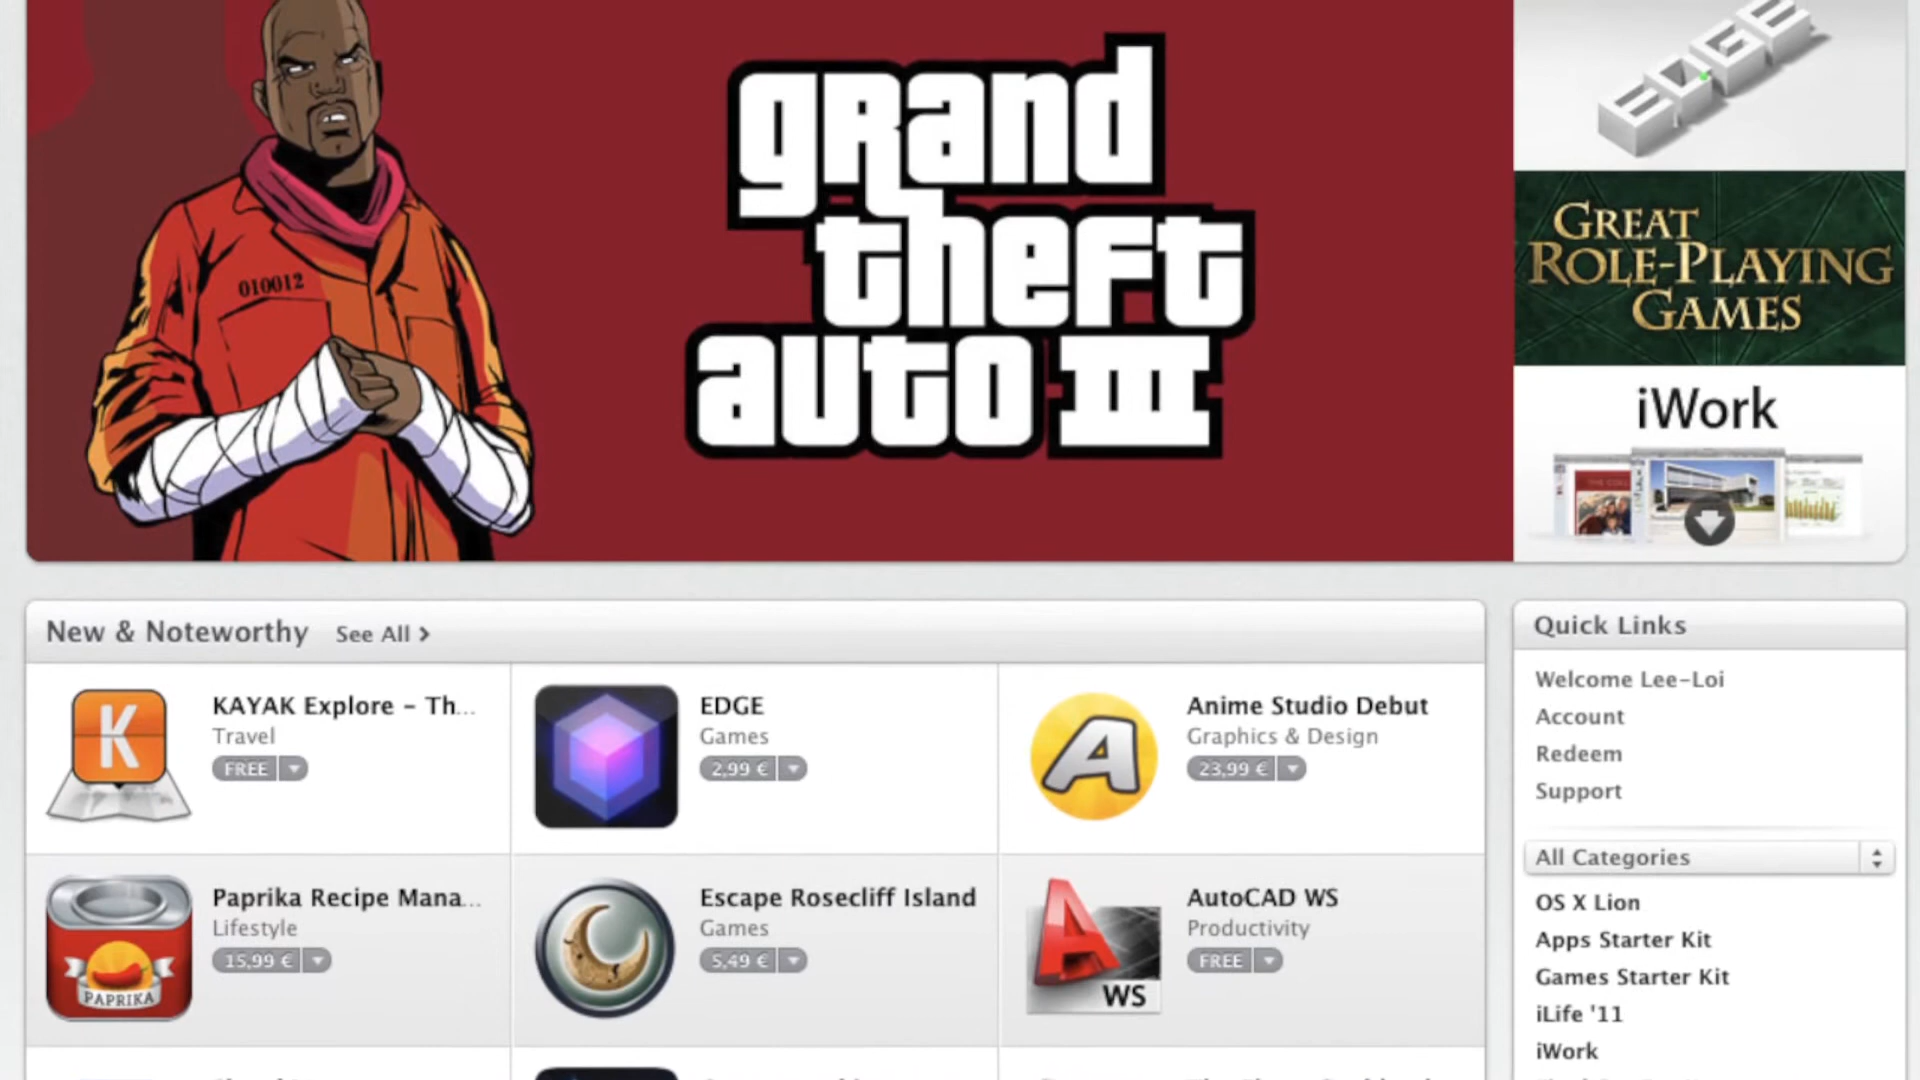 010012
grand
theft
auto III
EDGE
GREAT
ROLE-PLAYING
GAMES
iWork
New & Noteworthy See All >
KAYAK Explore - Th...
Travel
FREE
EDGE
Games
2,99 €
Anime Studio Debut
Graphics & Design
23,99 €
Paprika Recipe Mana...
Lifestyle
15,99 €
PAPRIKA
Escape Rosecliff Island
Games
5,49 €
AutoCAD WS
Productivity
FREE
WS
Quick Links
Welcome Lee-Loi
Account
Redeem
Support
All Categories
OS X Lion
Apps Starter Kit
Games Starter Kit
iLife '11
iWork